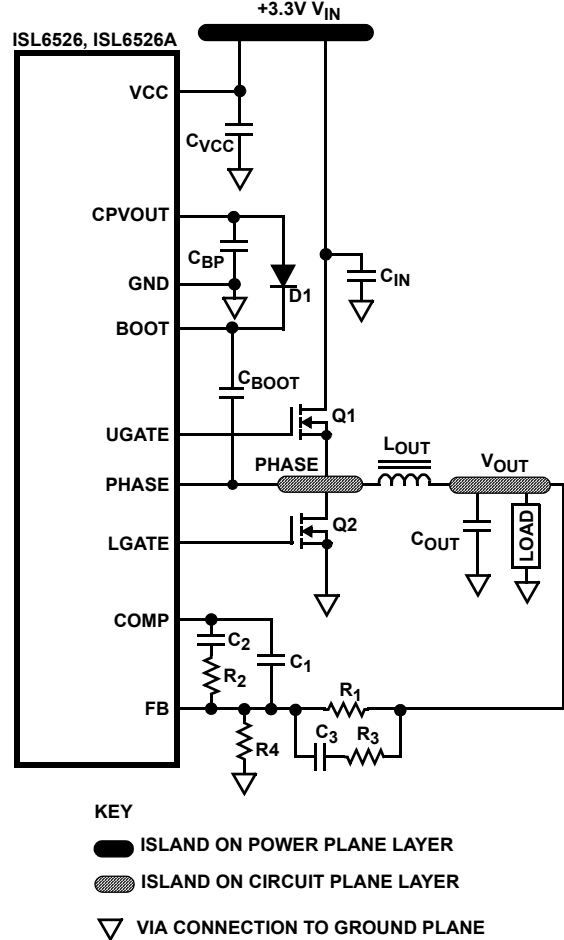 +3.3V VIN
ISL6526, ISL6526A
VCC
CVCC
CPVOUT
CBP
GND
D1
CIN
BOOT
CBOOT
Q1
UGATE
LOUT
PHASE
PHASE
VOUT
Q2
LGATE
COUT
LOAD
COMP
C2
R2
C1
FB
R1
R4
C3
R3
KEY
ISLAND ON POWER PLANE LAYER
ISLAND ON CIRCUIT PLANE LAYER
VIA CONNECTION TO GROUND PLANE